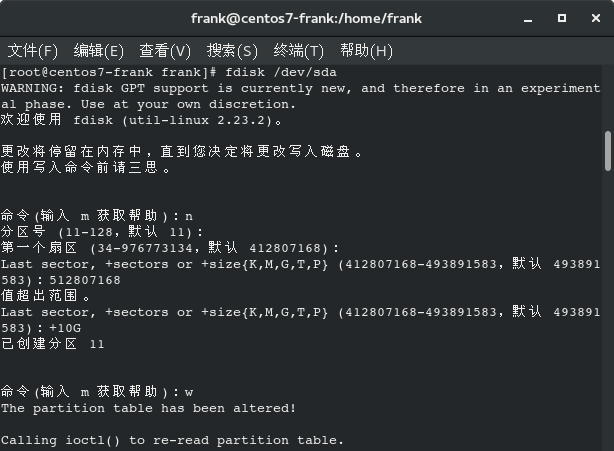 frank@centos7-frank:/home/frank
文件(F) 编辑(E) 查看(V) 搜索(S) 终端(T) 帮助(H)
[root@centos7-frank frank]# fdisk /dev/sda
WARNING: fdisk GPT support is currently new, and therefore in an experiment
al phase. Use at your own discretion.
欢迎使用 fdisk (util-linux 2.23.2)。
更改将停留在内存中，直到您决定将更改写入磁盘。
使用写入命令前请三思。
命令(输入 m 获取帮助)：n
分区号 (11-128，默认 11)：
第一个扇区 (34-976773134，默认 412807168)：
Last sector, +sectors or +size{K,M,G,T,P} (412807168-493891583，默认 493891
583)：512807168
值超出范围。
Last sector, +sectors or +size{K,M,G,T,P} (412807168-493891583，默认 493891
583)：+10G
已创建分区 11
命令(输入 m 获取帮助)：w
The partition table has been altered!
Calling ioctl() to re-read partition table.